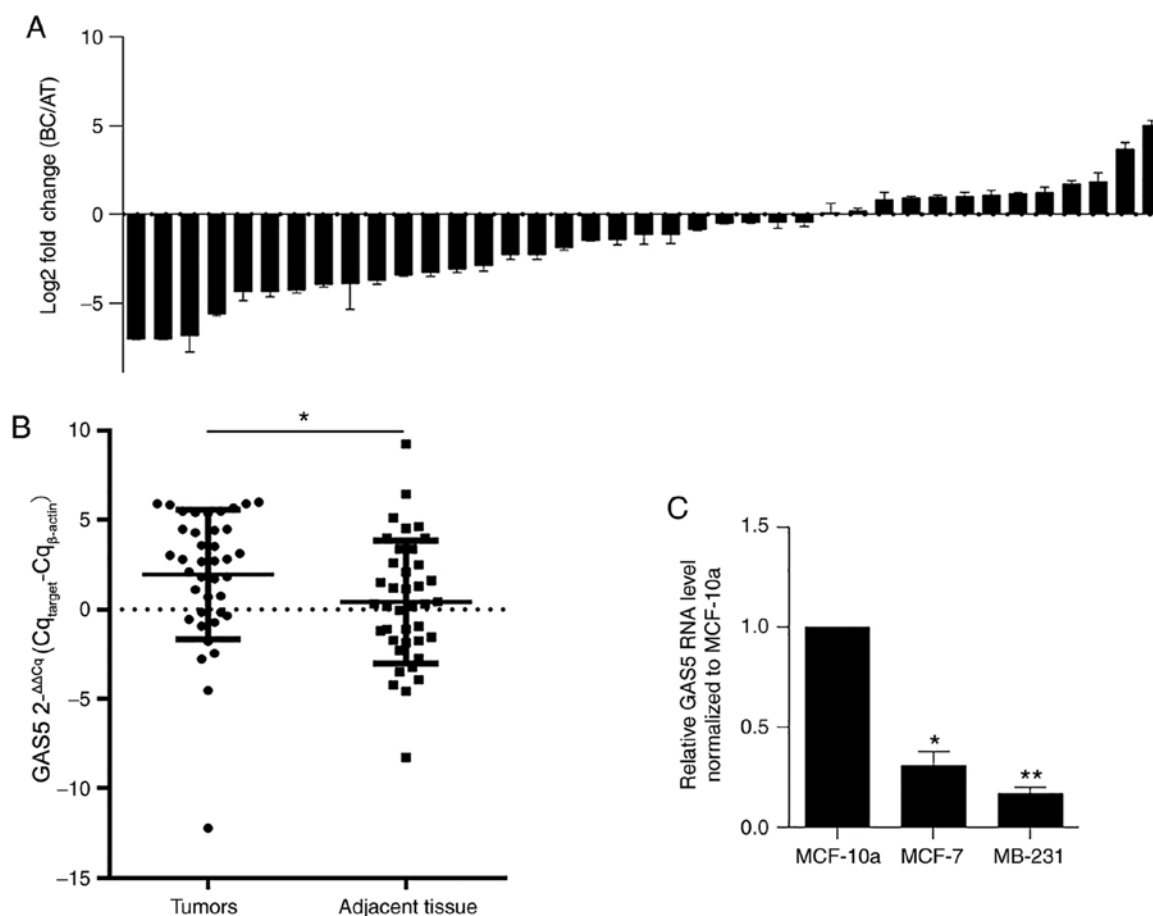 A
Log2 fold change (BC/AT)
10
5
0
−5
B
*
GAS5 2-ΔΔCq (Cqtarget-Cqβ-actin)
10
5
0
−5
−10
−15
Tumors
Adjacent tissue
C
Relative GAS5 RNA level
normalized to MCF-10a
1.5
1.0
0.5
0.0
*
**
MCF-10a
MCF-7
MB-231